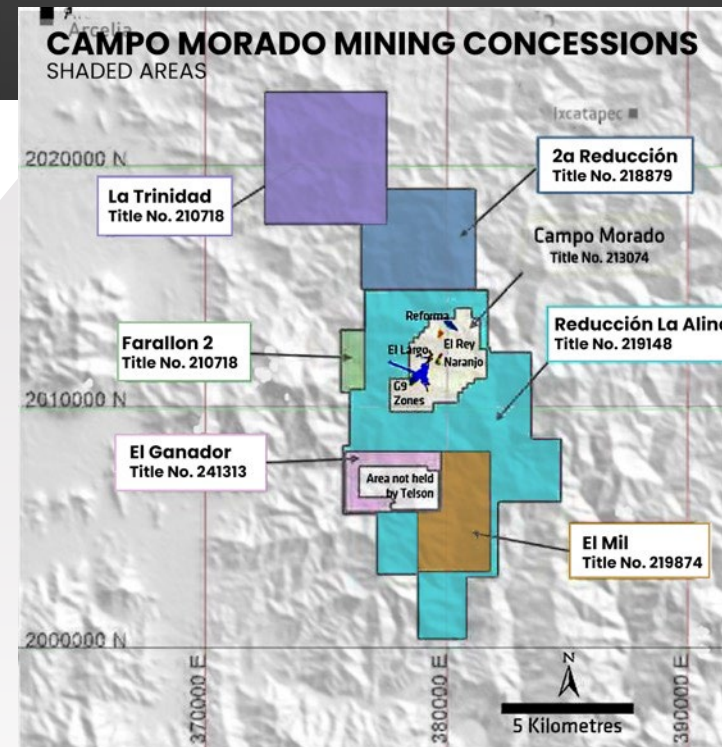 Arcelia
CAMPO MORADO MINING CONCESSIONS
SHADED AREAS
Ixcatapec
2020000 N
2a Reducción
Title No. 218879
La Trinidad
Title No. 210718
Campo Morado
Title No. 213074
Reforma
Reducción La Alin
Title No. 219148
Farallon 2
Title No. 210718
El Rey
El Largo
Naranjo
G9
Zones
2010000 N
El Ganador
Title No. 241313
Area not held
by Telson
El Mil
Title No. 219874
2000000 N
370000 E
380000 E
390000 E
N
5 Kilometres